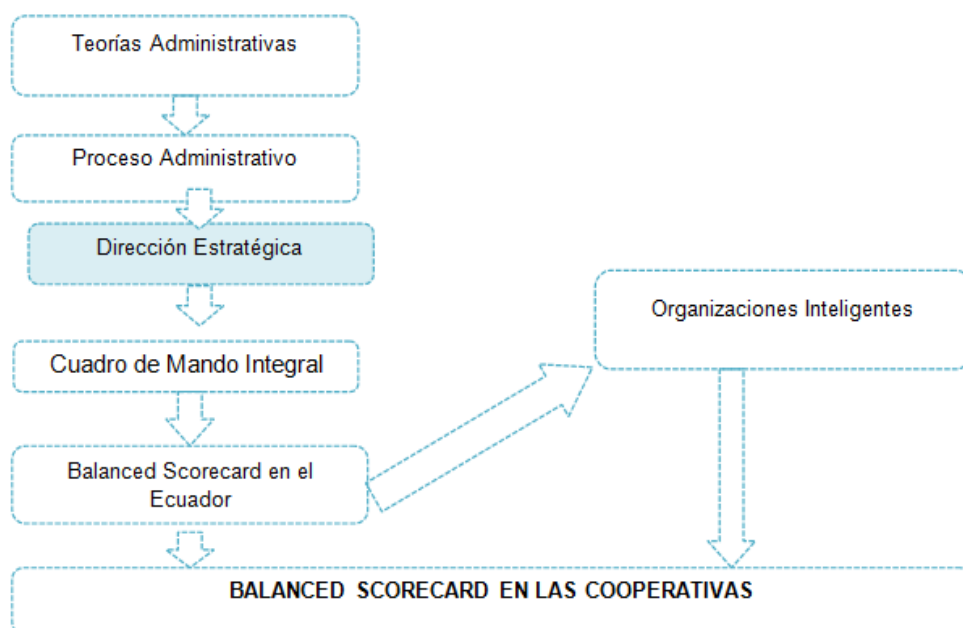 Teorías Administrativas
Proceso Administrativo
Dirección Estratégica
Organizaciones Inteligentes
Cuadro de Mando Integral
Balanced Scorecard en el
Ecuador
BALANCED SCORECARD EN LAS COOPERATIVAS